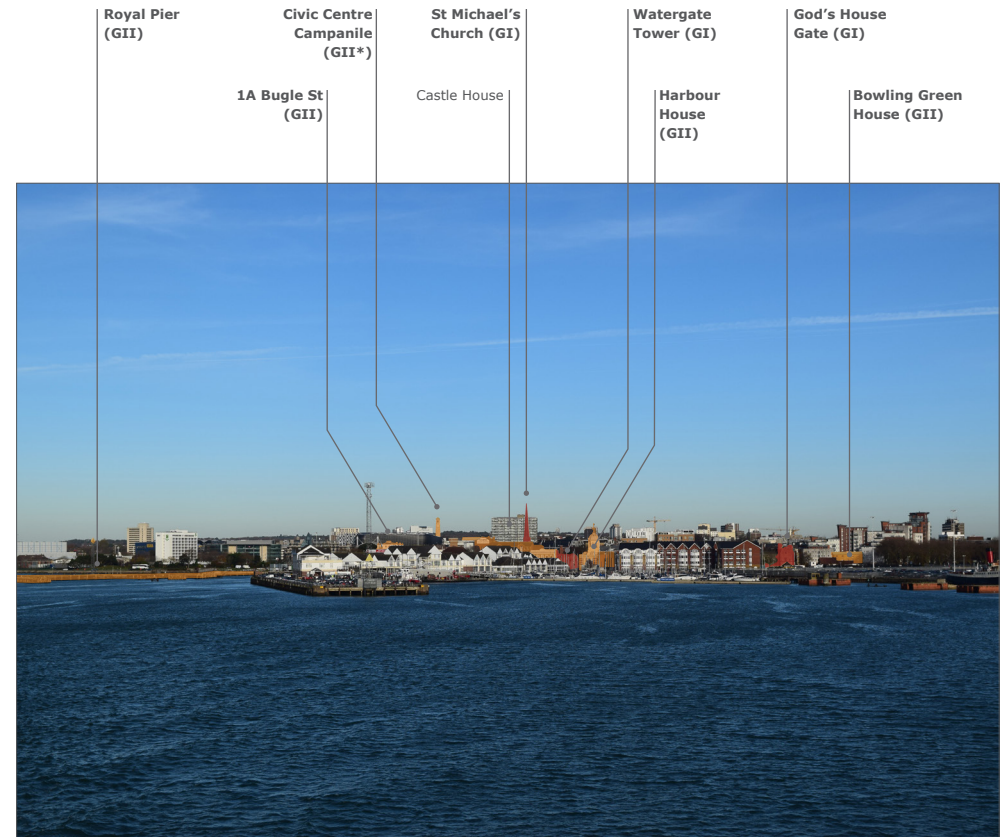 Royal Pier
(GII)
Civic Centre
Campanile
(GII*)
St Michael's
Church (GI)
Watergate
Tower (GI)
God's House
Gate (GI)
1A Bugle St
(GII)
Castle House
Harbour
House
(GII)
Bowling Green
House (GII)